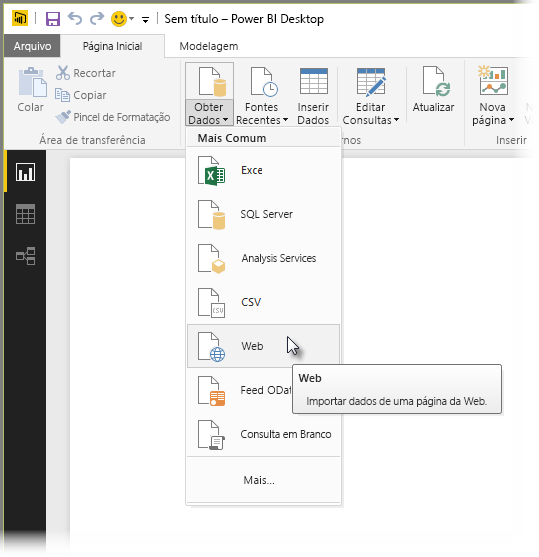 Sem título – Power BI Desktop
Arquivo
Página Inicial
Modelagem
Colar
Recortar
Copiar
Pincel de Formatação
Área de transferência
Obter
Dados
Fontes
Recentes
Inserir
Dados
Editar
Consultas
Atualizar
Nova
página
Inserir
Mais Comum
rnos
Exce
SQL Server
Analysis Services
CSV
CSV
Web
Web
Importar dados de uma página da Web.
Feed ODat
Consulta em Branco
Mais...